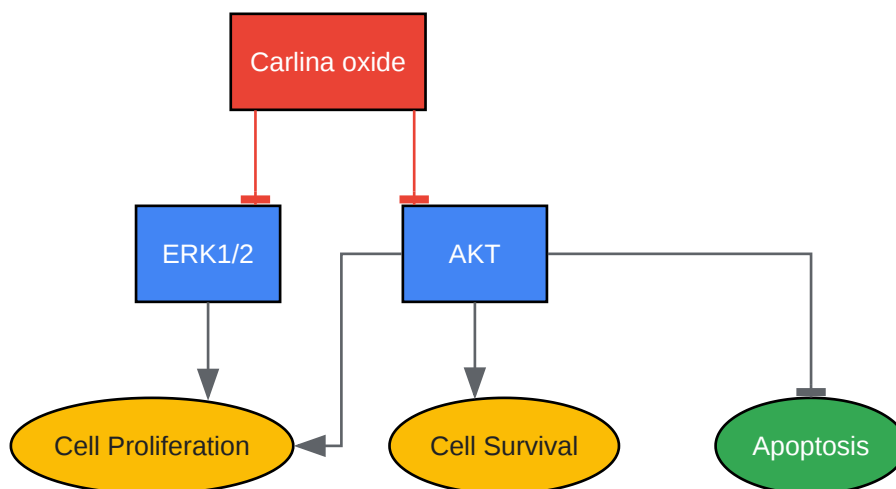 Carlina oxide
ERK1/2
AKT
Cell Proliferation
Cell Survival
Apoptosis